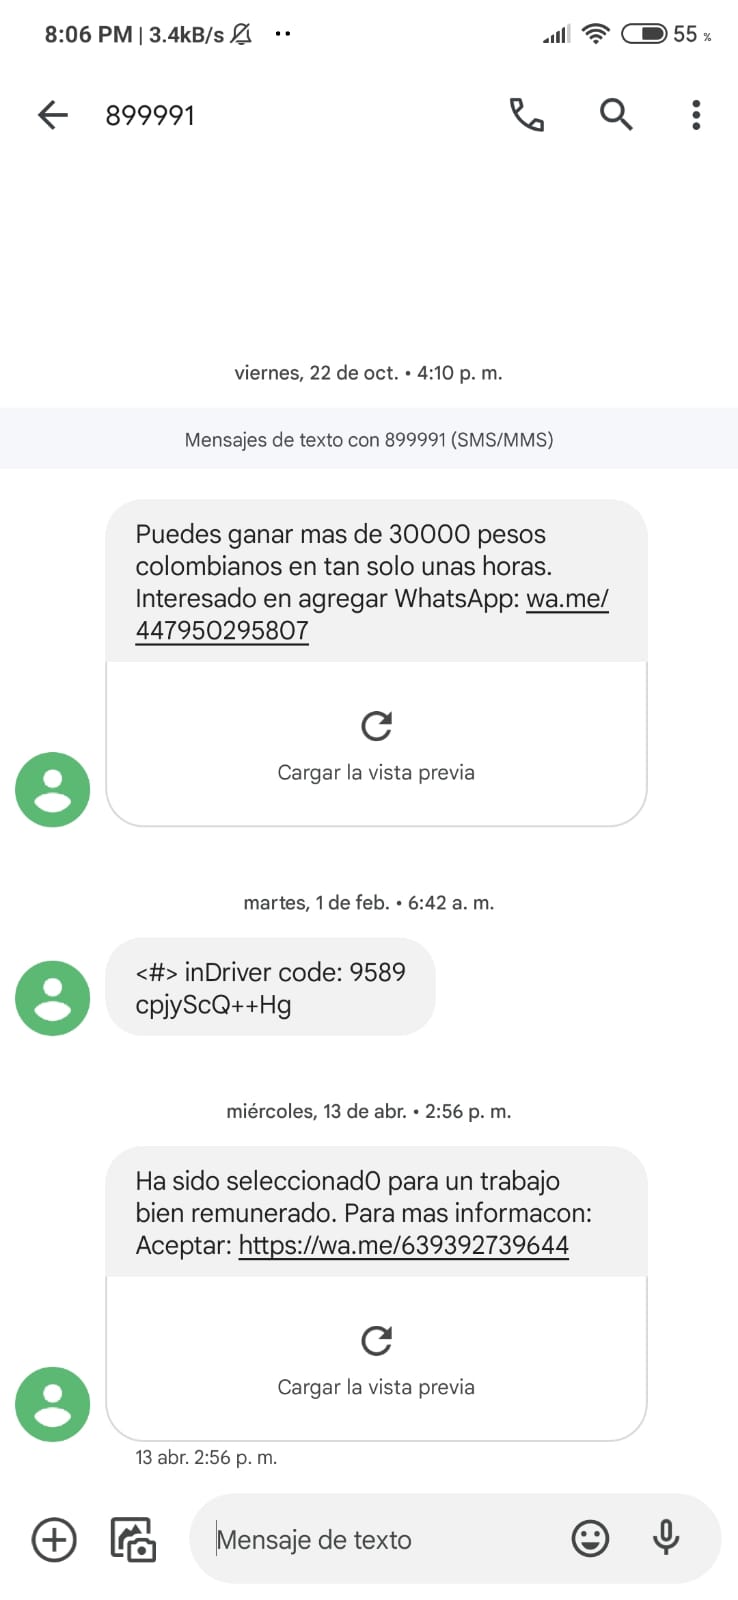 8:06 PM | 3.4kB/s
55 %
899991
viernes, 22 de oct. • 4:10 p. m.
Mensajes de texto con 899991 (SMS/MMS)
Puedes ganar mas de 30000 pesos
colombianos en tan solo unas horas.
Interesado en agregar WhatsApp: wa.me/
447950295807
Cargar la vista previa
martes, 1 de feb. • 6:42 a. m.
<#> inDriver code: 9589
cpjyScQ++Hg
miércoles, 13 de abr. • 2:56 p. m.
Ha sido seleccionad0 para un trabajo
bien remunerado. Para mas informacon:
Aceptar: https://wa.me/639392739644
Cargar la vista previa
13 abr. 2:56 p. m.
Mensaje de texto